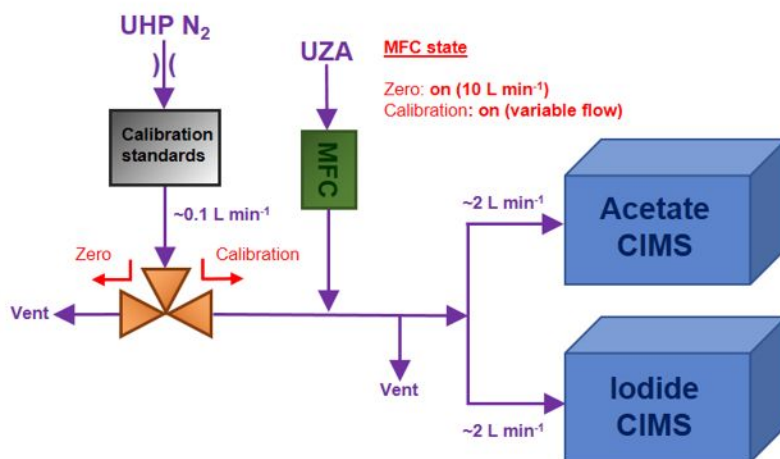 UHP N₂
UZA
MFC state
Zero: on (10 L min⁻¹)
Calibration: on (variable flow)
Calibration
standards
MFC
~0.1 L min⁻¹
Zero
Calibration
Vent
Vent
~2 L min⁻¹
Acetate
CIMS
~2 L min⁻¹
Iodide
CIMS